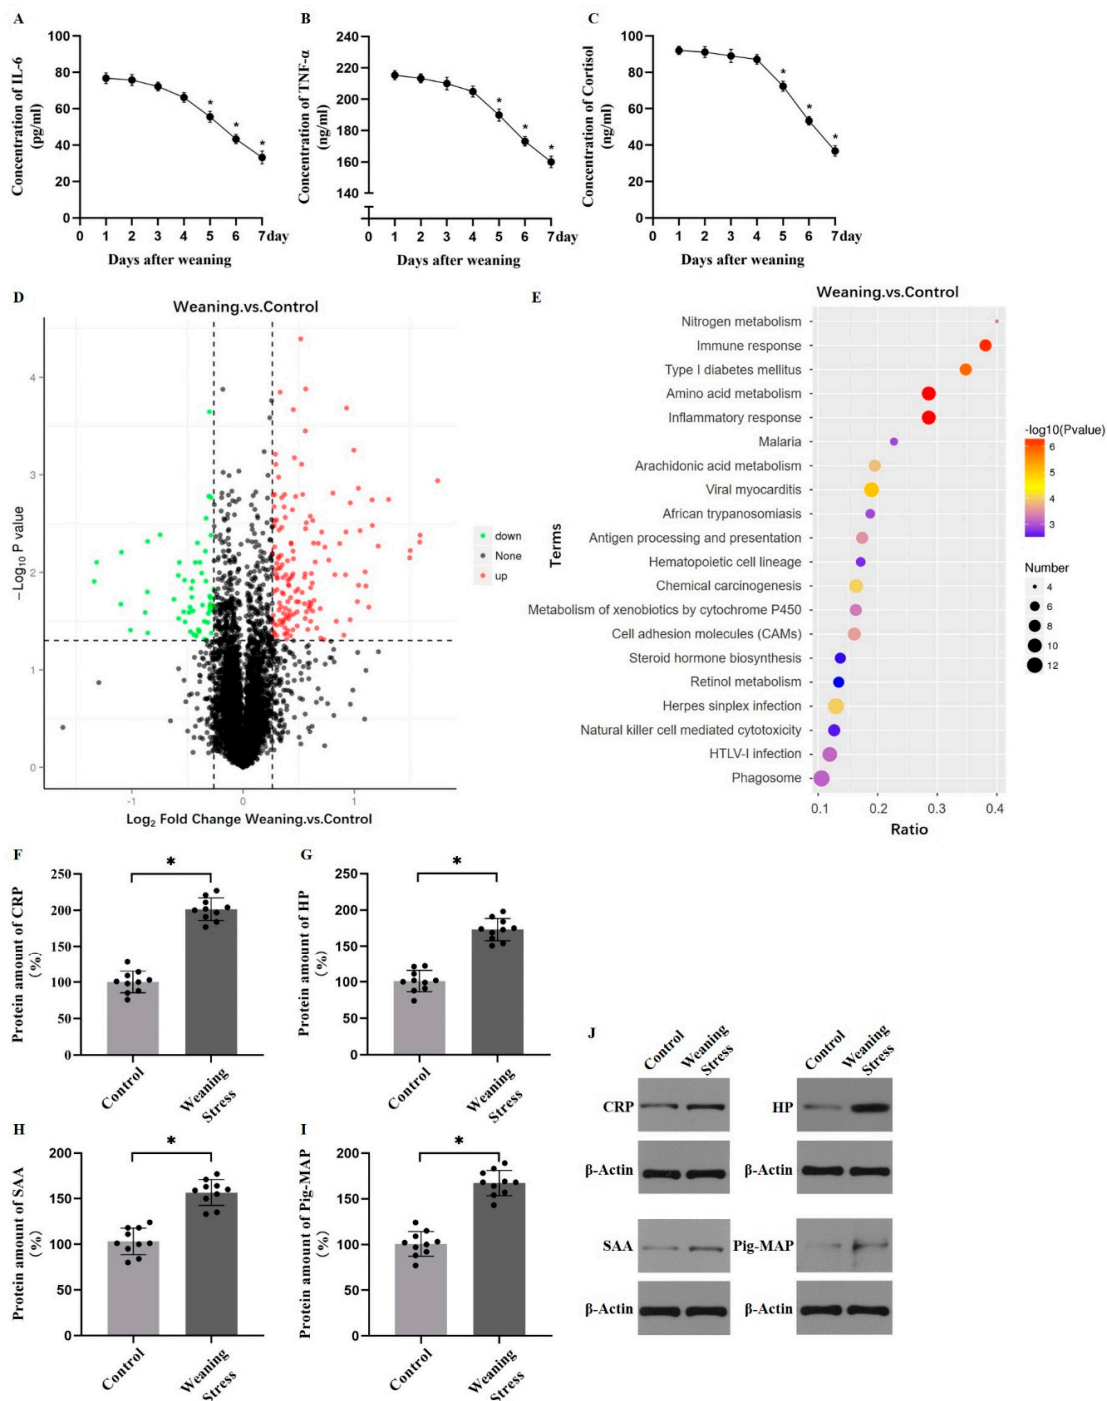 A
Concentration of IL-6
(pg/ml)
100
80
60
40
20
0
0 1 2 3 4 5 6 7day
* * *
Days after weaning
B
Concentration of TNF-α
(ng/ml)
240
220
200
180
160
140
0 1 2 3 4 5 6 7day
* * *
Days after weaning
C
Concentration of Cortisol
(ng/ml)
100
80
60
40
20
0
0 1 2 3 4 5 6 7day
* * *
Days after weaning
D
Weaning.vs.Control
−Log10 P value
4
3
2
1
0
-1 0 1
Log2 Fold Change Weaning.vs.Control
down
None
up
E
Weaning.vs.Control
Terms
Nitrogen metabolism
Immune response
Type I diabetes mellitus
Amino acid metabolism
Inflammatory response
Malaria
Arachidonic acid metabolism
Viral myocarditis
African trypanosomiasis
Antigen processing and presentation
Hematopoietic cell lineage
Chemical carcinogenesis
Metabolism of xenobiotics by cytochrome P450
Cell adhesion molecules (CAMs)
Steroid hormone biosynthesis
Retinol metabolism
Herpes sinplex infection
Natural killer cell mediated cytotoxicity
HTLV-I infection
Phagosome
0.1 0.2 0.3 0.4
Ratio
-log10(Pvalue)
6
5
4
3
Number
4
6
8
10
12
F
Protein amount of CRP
(%)
250
200
150
100
50
0
*
Control
Weaning
Stress
G
Protein amount of HP
(%)
250
200
150
100
50
0
*
Control
Weaning
Stress
H
Protein amount of SAA
(%)
200
150
100
50
0
*
Control
Weaning
Stress
I
Protein amount of Pig-MAP
(%)
200
150
100
50
0
*
Control
Weaning
Stress
J
Control
Weaning
Stress
CRP
β-Actin
SAA
β-Actin
Control
Weaning
Stress
HP
β-Actin
Pig-MAP
β-Actin